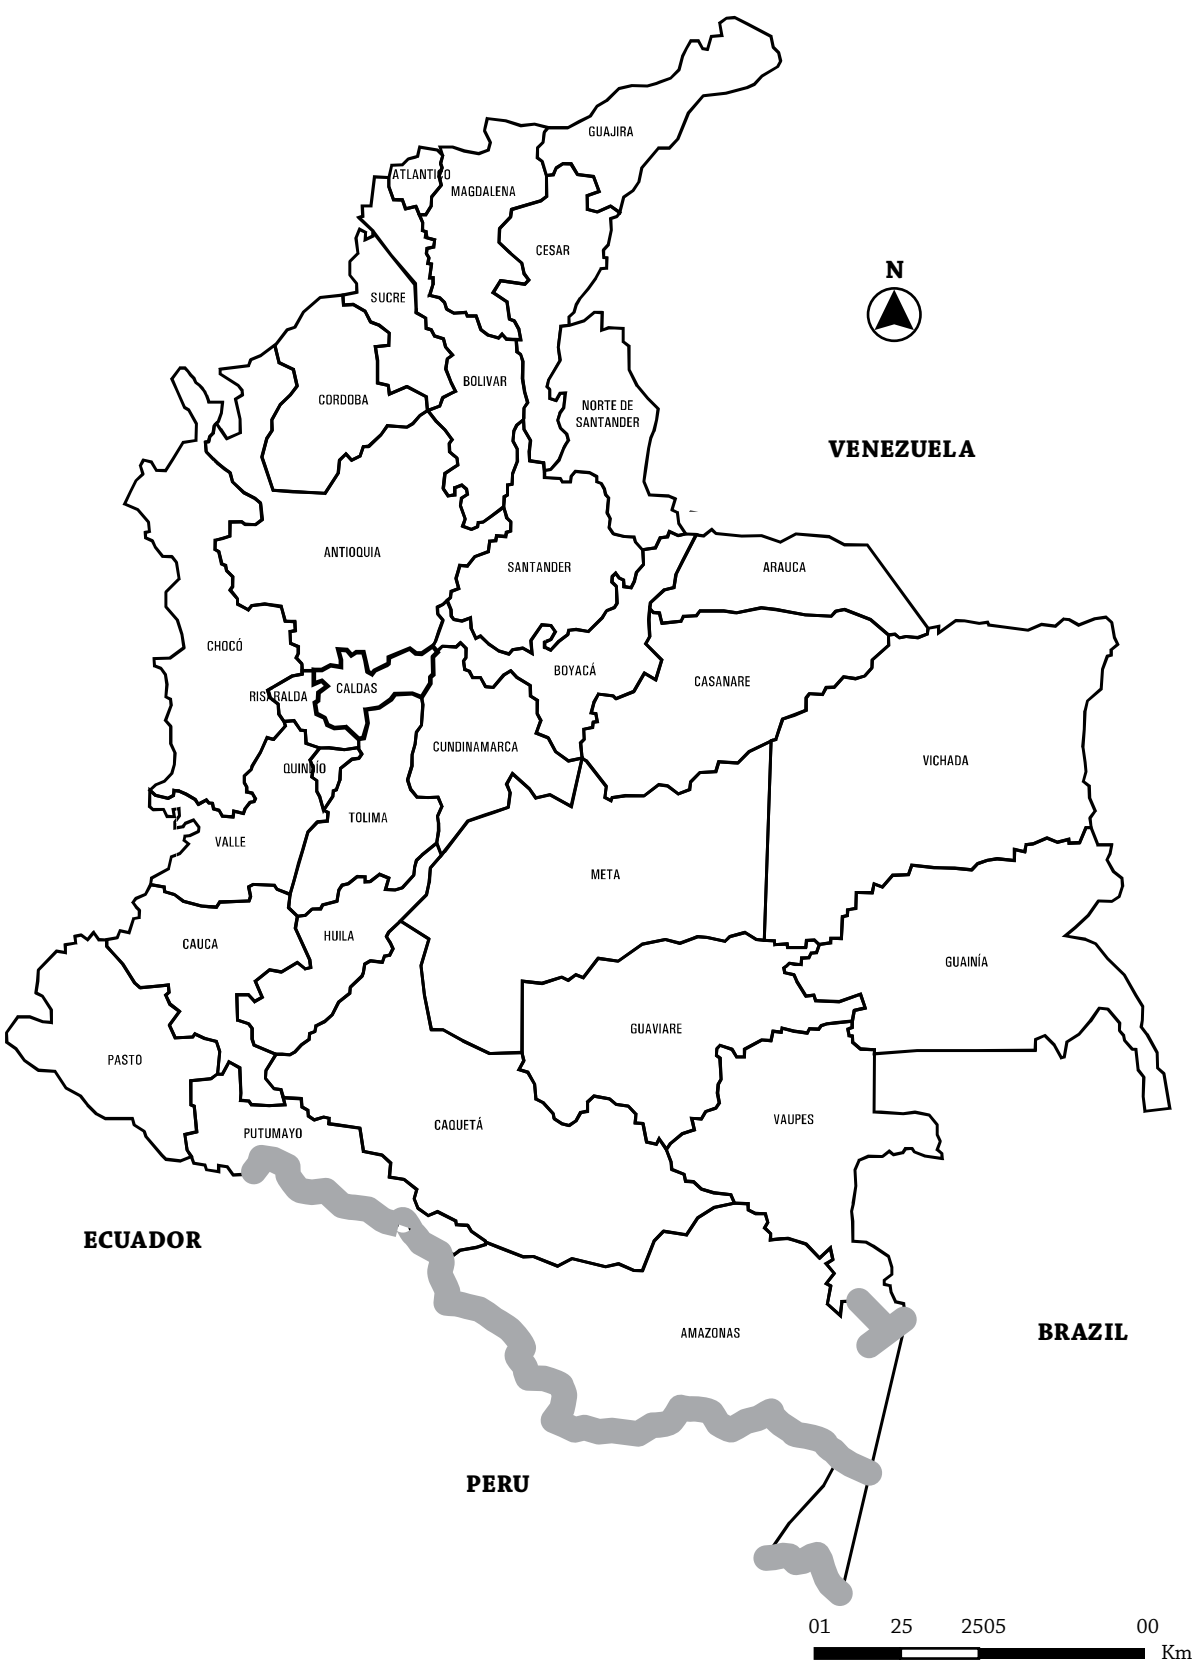 GUAJIRA
ATLANTICO
MAGDALENA
CESAR
N
SUCRE
BOLIVAR
CORDOBA
NORTE DE
SANTANDER
VENEZUELA
ANTIOQUIA
SANTANDER
ARAUCA
CHOCÓ
BOYACÁ
CASANARE
RISARALDA
CALDAS
CUNDINAMARCA
VICHADA
QUINDÍO
TOLIMA
VALLE
META
CAUCA
HUILA
GUAINÍA
GUAVIARE
PASTO
VAUPES
CAQUETÁ
PUTUMAYO
ECUADOR
AMAZONAS
BRAZIL
PERU
01 25 2505 00
Km